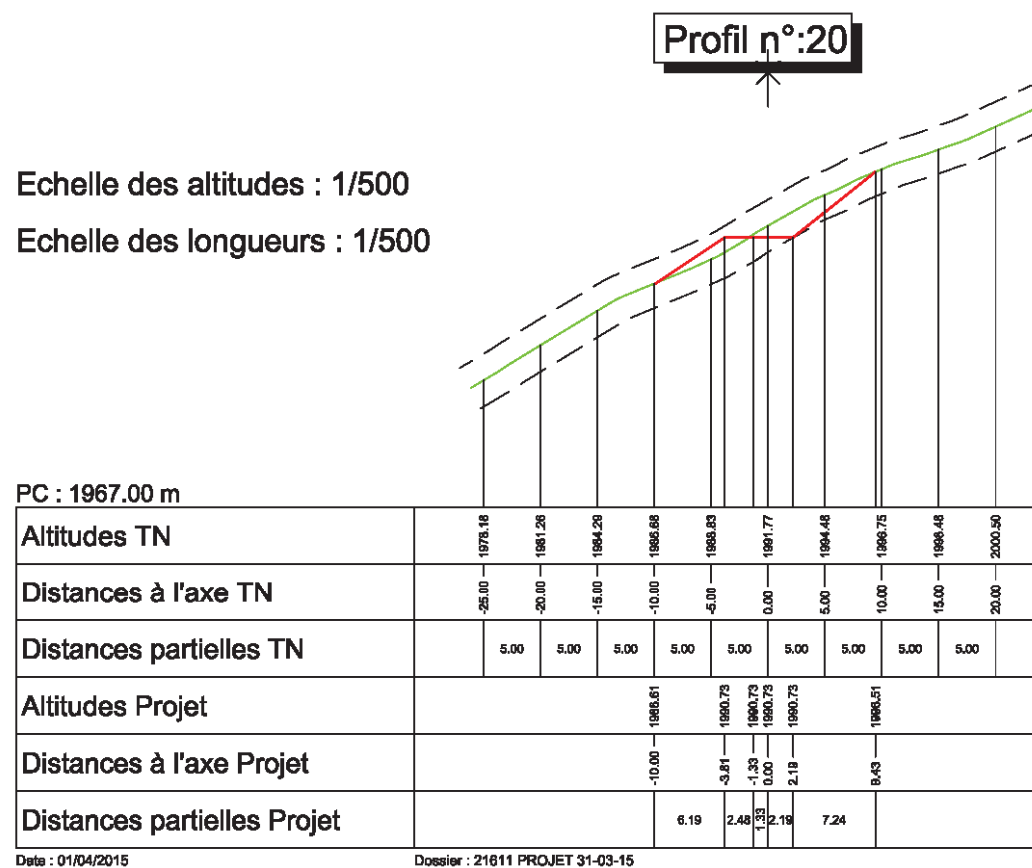 Profil n°:20
Echelle des altitudes : 1/500
Echelle des longueurs : 1/500
PC : 1967.00 m
Altitudes TN 1978.18 1981.26 1984.29 1986.68 1988.83 1991.77 1994.48 1996.75 1998.48 2000.50
Distances à l'axe TN -25.00 -20.00 -15.00 -10.00 -5.00 0.00 5.00 10.00 15.00 20.00
Distances partielles TN 5.00 5.00 5.00 5.00 5.00 5.00 5.00 5.00 5.00
Altitudes Projet 1986.61 1990.73 1990.73 1990.73 1990.73 1996.51
Distances à l'axe Projet -10.00 -3.81 -1.33 0.00 2.19 9.43
Distances partielles Projet 6.19 2.48 1.33 2.19 7.24
Date : 01/04/2015 Dossier : 21611 PROJET 31-03-15